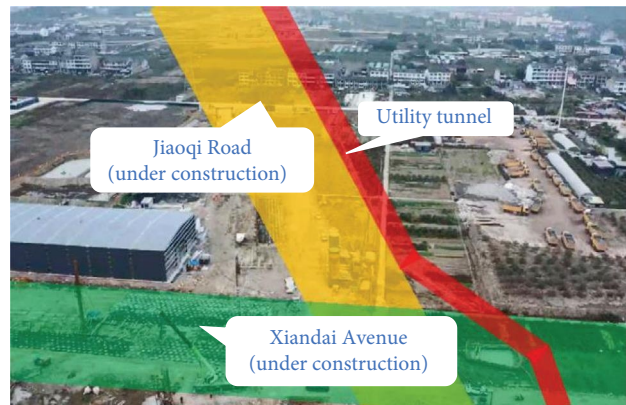 Jiaoqi Road
(under construction)
Utility tunnel
Xiandai Avenue
(under construction)